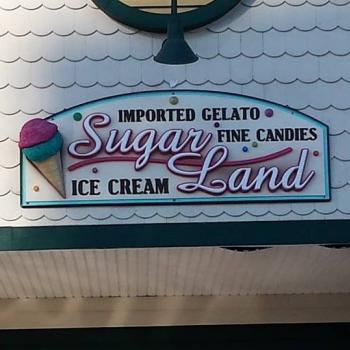 IMPORTED GELATO
Sugar FINE CANDIES
ICE CREAM Land